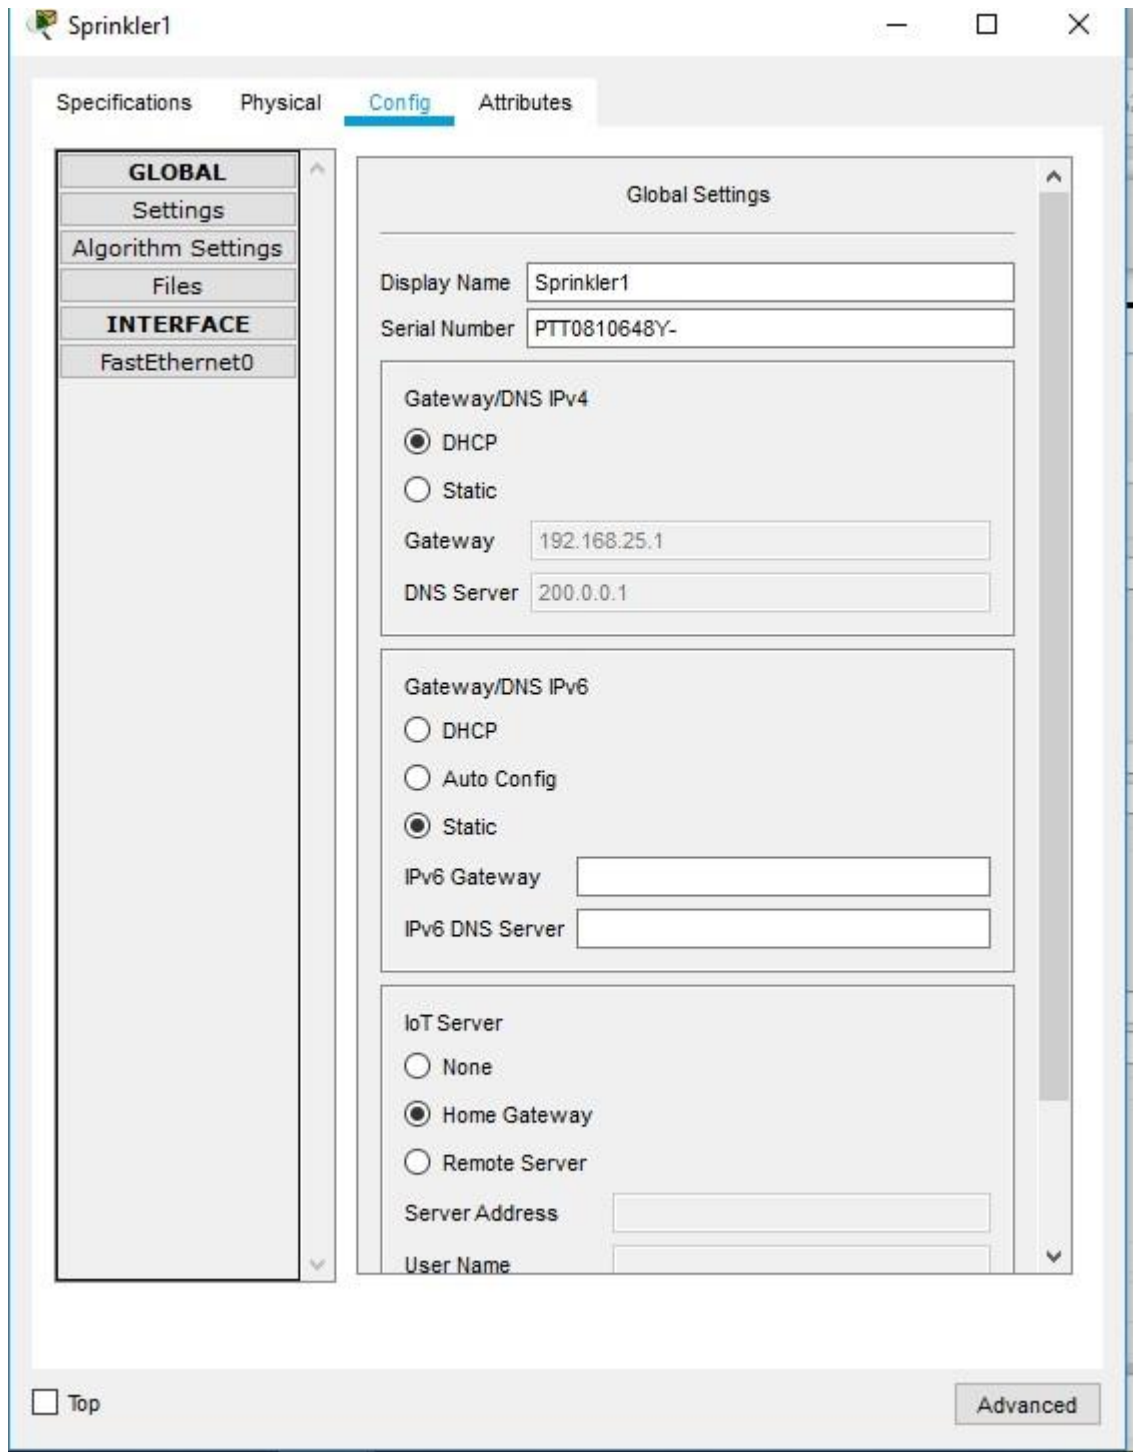 Sprinkler1
Specifications Physical Config Attributes
GLOBAL
Settings
Algorithm Settings
Files
INTERFACE
FastEthernet0
Global Settings
Display Name Sprinkler1
Serial Number PTT0810648Y-
Gateway/DNS IPv4
DHCP
Static
Gateway 192.168.25.1
DNS Server 200.0.0.1
Gateway/DNS IPv6
DHCP
Auto Config
Static
IPv6 Gateway
IPv6 DNS Server
IoT Server
None
Home Gateway
Remote Server
Server Address
User Name
Top Advanced